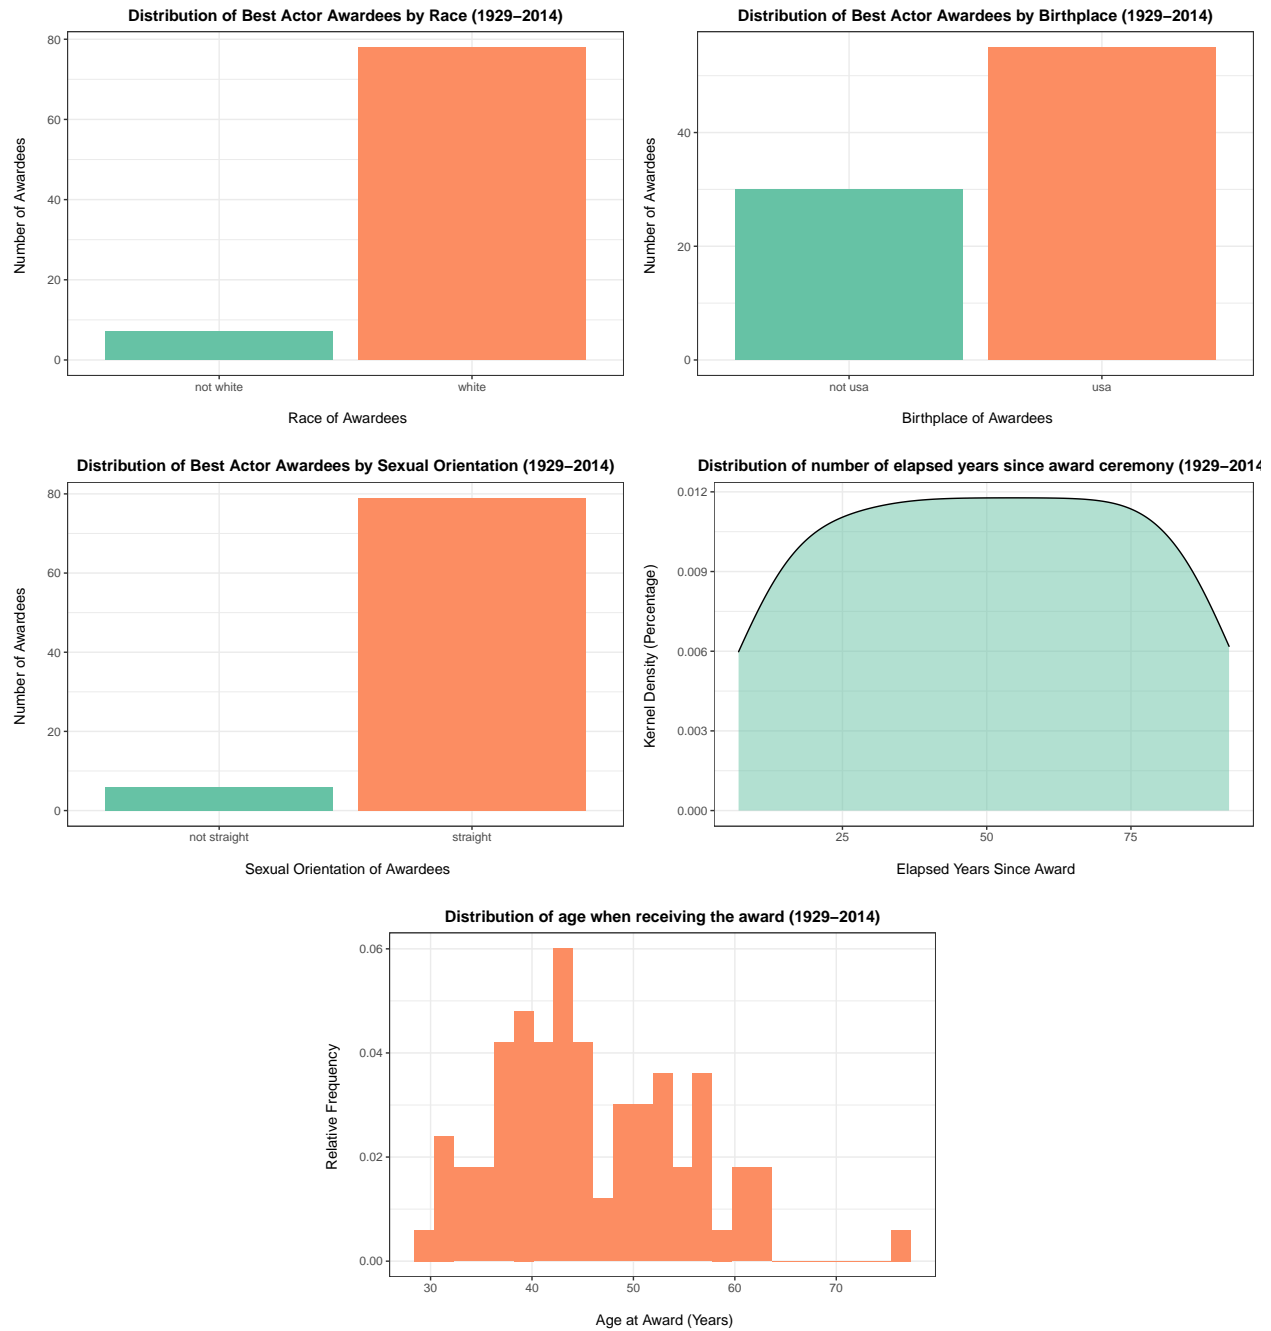 Distribution of Best Actor Awardees by Race (1929–2014)
Number of Awardees
80
60
40
20
0
not white
white
Race of Awardees
Distribution of Best Actor Awardees by Birthplace (1929–2014)
Number of Awardees
40
20
0
not usa
usa
Birthplace of Awardees
Distribution of Best Actor Awardees by Sexual Orientation (1929–2014)
Number of Awardees
80
60
40
20
0
not straight
straight
Sexual Orientation of Awardees
Distribution of number of elapsed years since award ceremony (1929–2014
Kernel Density (Percentage)
0.012
0.009
0.006
0.003
0.000
25
50
75
Elapsed Years Since Award
Distribution of age when receiving the award (1929–2014)
Relative Frequency
0.06
0.04
0.02
0.00
30
40
50
60
70
Age at Award (Years)